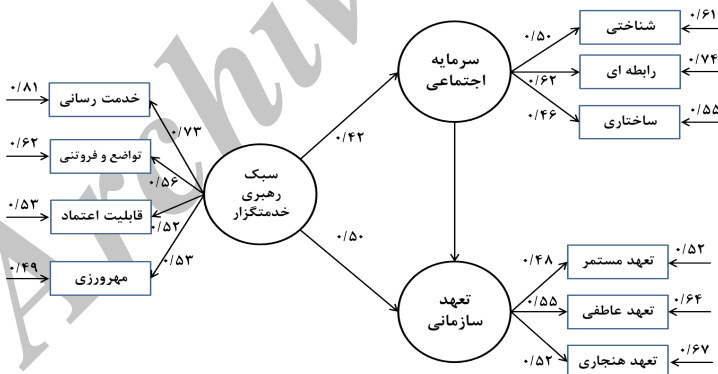 ۰/۶۱
شناختی
۰/۵۰
سرمایه
اجتماعی
۰/۷۴
رابطه ای
۰/۶۲
۰/۵۵
ساختاری
۰/۴۶
۰/۸۱
خدمت رسانی
۰/۷۳
۰/۴۲
۰/۶۲
تواضع و فروتنی
۰/۵۶
سبک
رهبری
خدمتگزار
۰/۵۳
قابلیت اعتماد
۰/۵۲
۰/۵۰
۰/۴۹
مهرورزی
۰/۵۳
۰/۵۲
تعهد مستمر
۰/۴۸
تعهد
سازمانی
۰/۶۴
تعهد عاطفی
۰/۵۵
۰/۶۷
تعهد هنجاری
۰/۵۲
Archiv